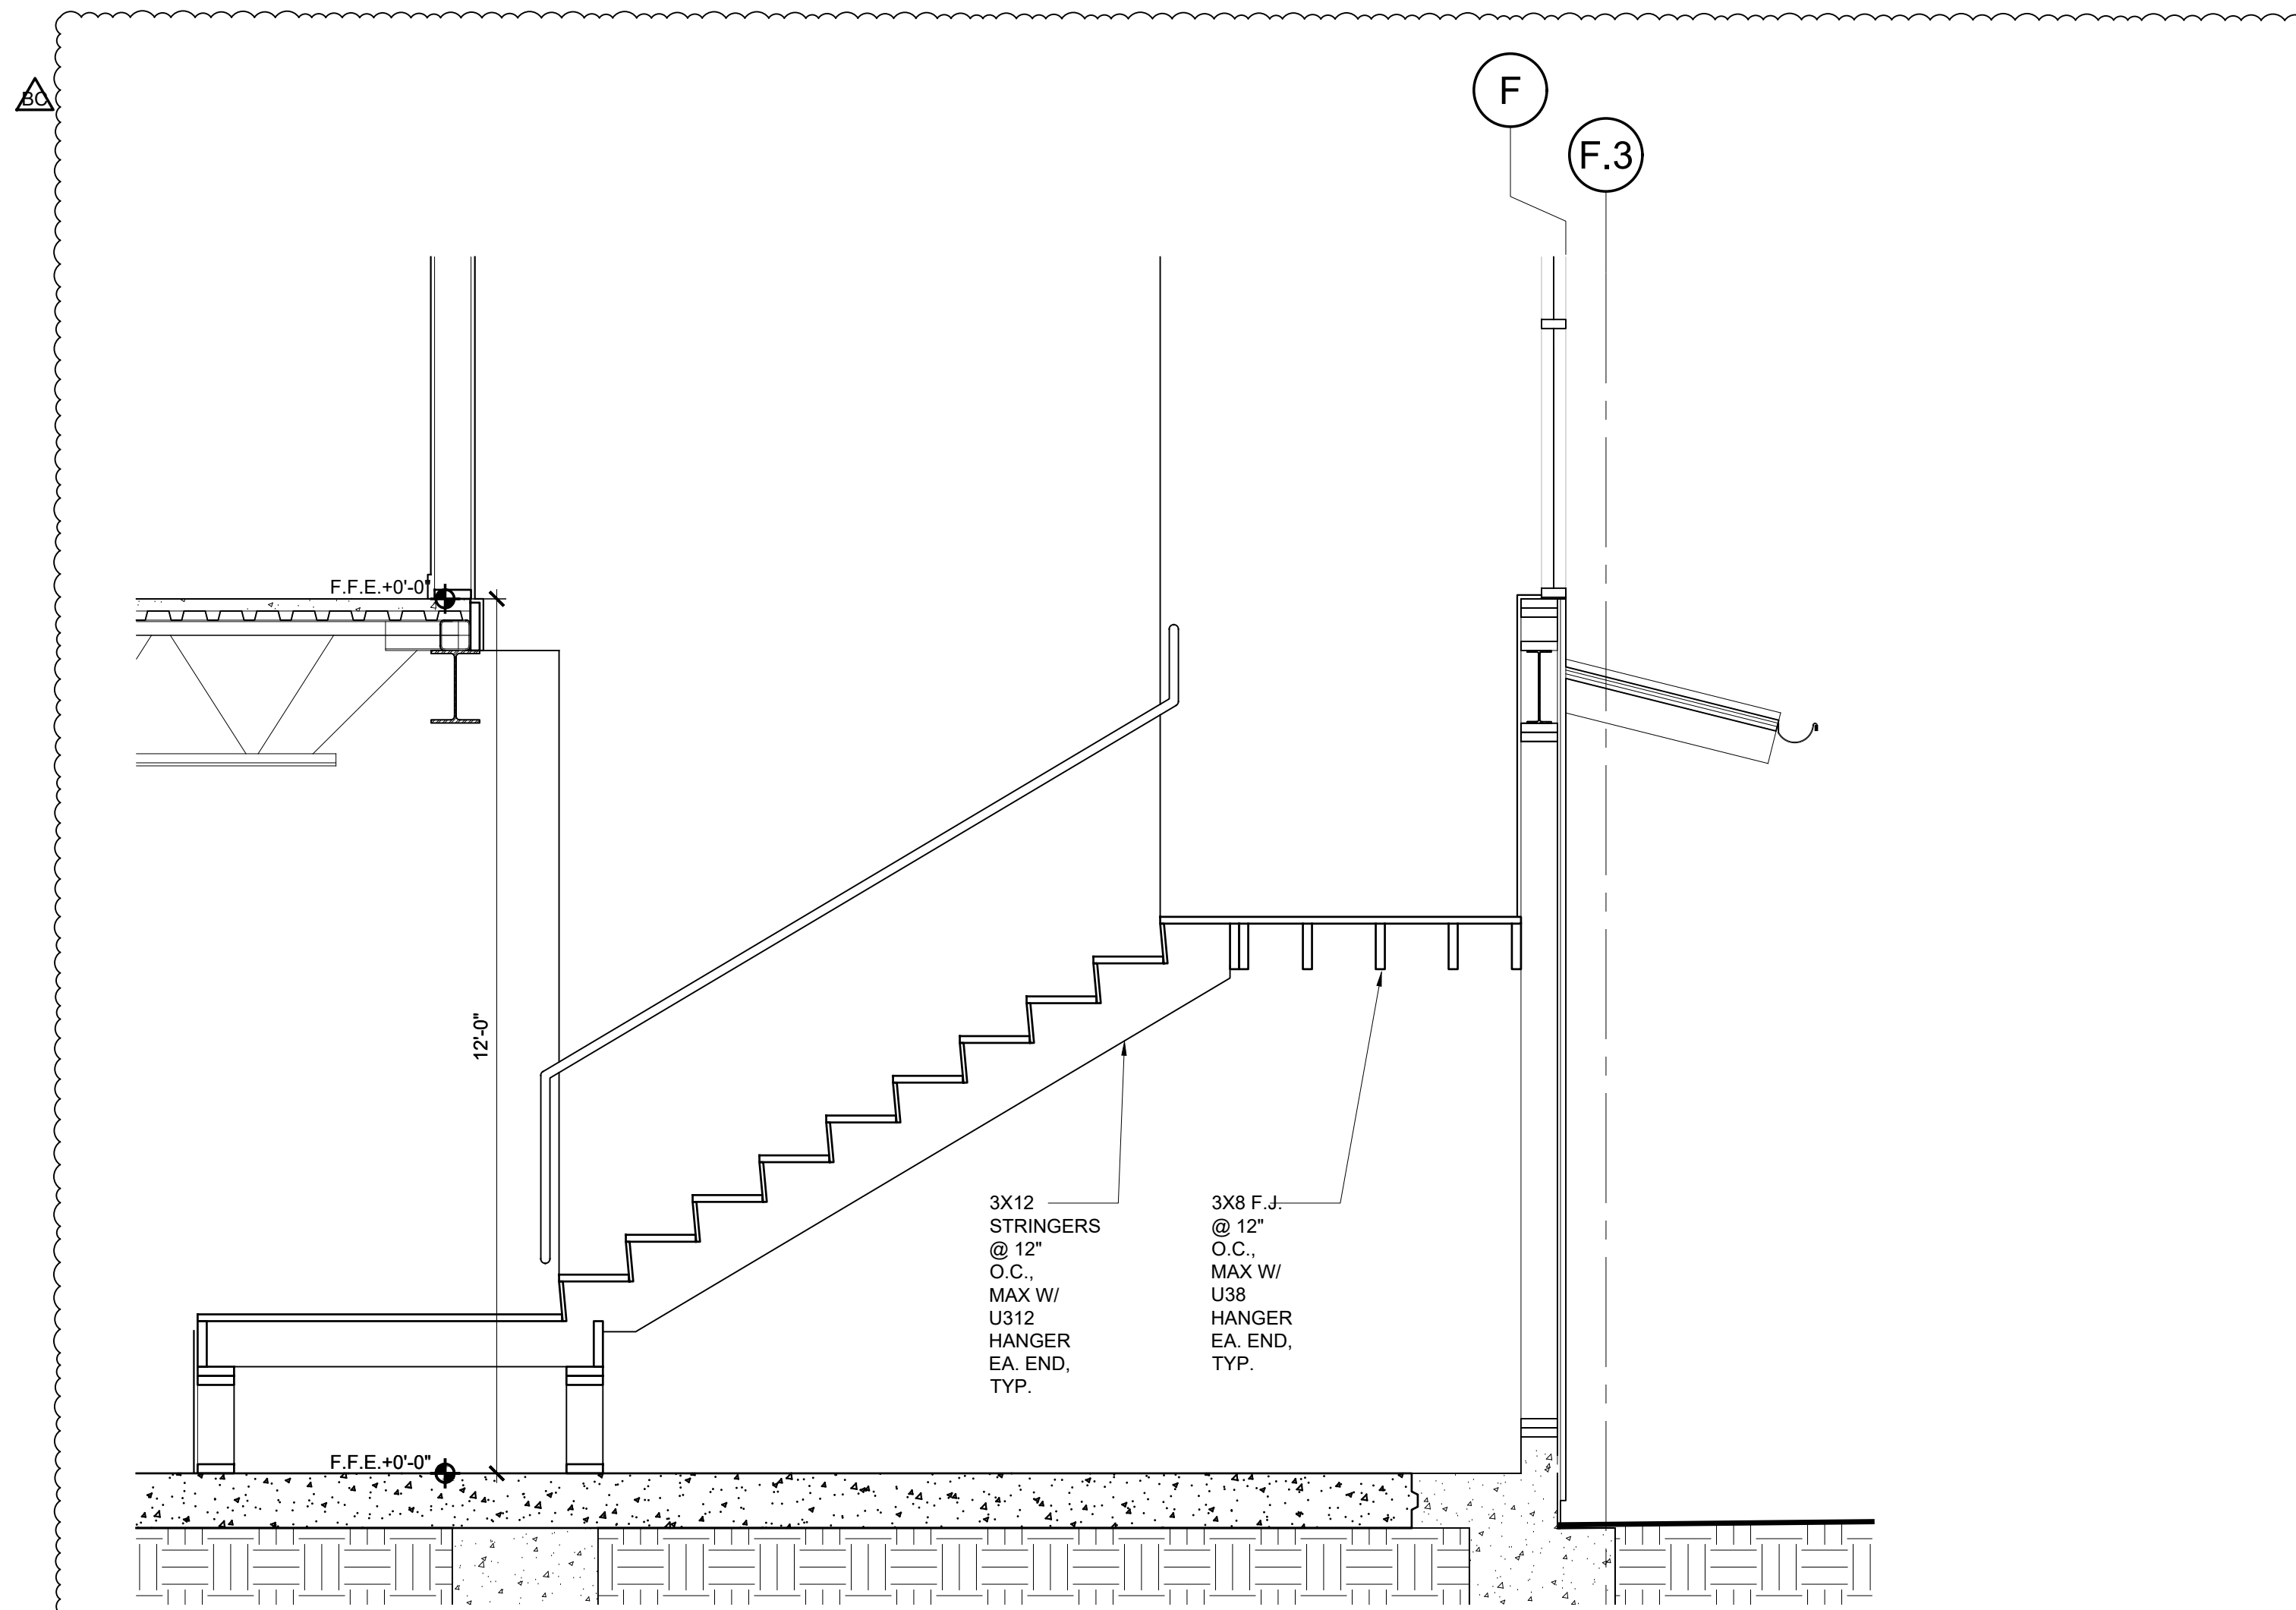 BC
F
F.3
F.F.E.+0'-0"
12'-0"
3X12
STRINGERS
@ 12"
O.C.,
MAX W/
U312
HANGER
EA. END,
TYP.
3X8 F.J.
@ 12"
O.C.,
MAX W/
U38
HANGER
EA. END,
TYP.
F.F.E.+0'-0"